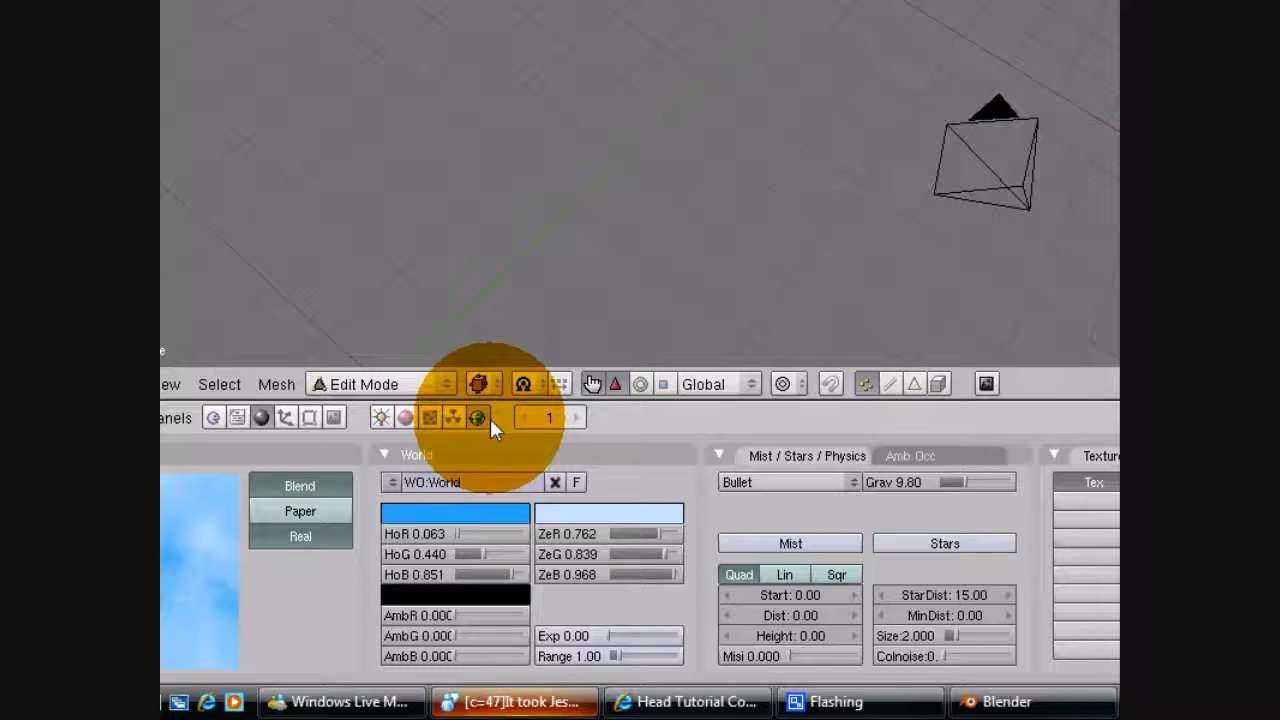 e
ew Select Mesh Edit Mode Global
anels 1
World Mist / Stars / Physics Amb Occ Textu
Blend WO:World F Bullet Grav 9.80 Tex
Paper
Real
HoR 0.063 ZeR 0.762
HoG 0.440 ZeG 0.839 Mist Stars
HoB 0.851 ZeB 0.968 Quad Lin Sqr
Start: 0.00 StarDist: 15.00
AmbR 0.000 Dist: 0.00 MinDist: 0.00
AmbG 0.000 Exp 0.00 Height: 0.00 Size:2.000
AmbB 0.000 Range 1.00 Misi 0.000 Colnoise:0.
Windows Live M... [c=47]It took Jes... Head Tutorial Co... Flashing Blender